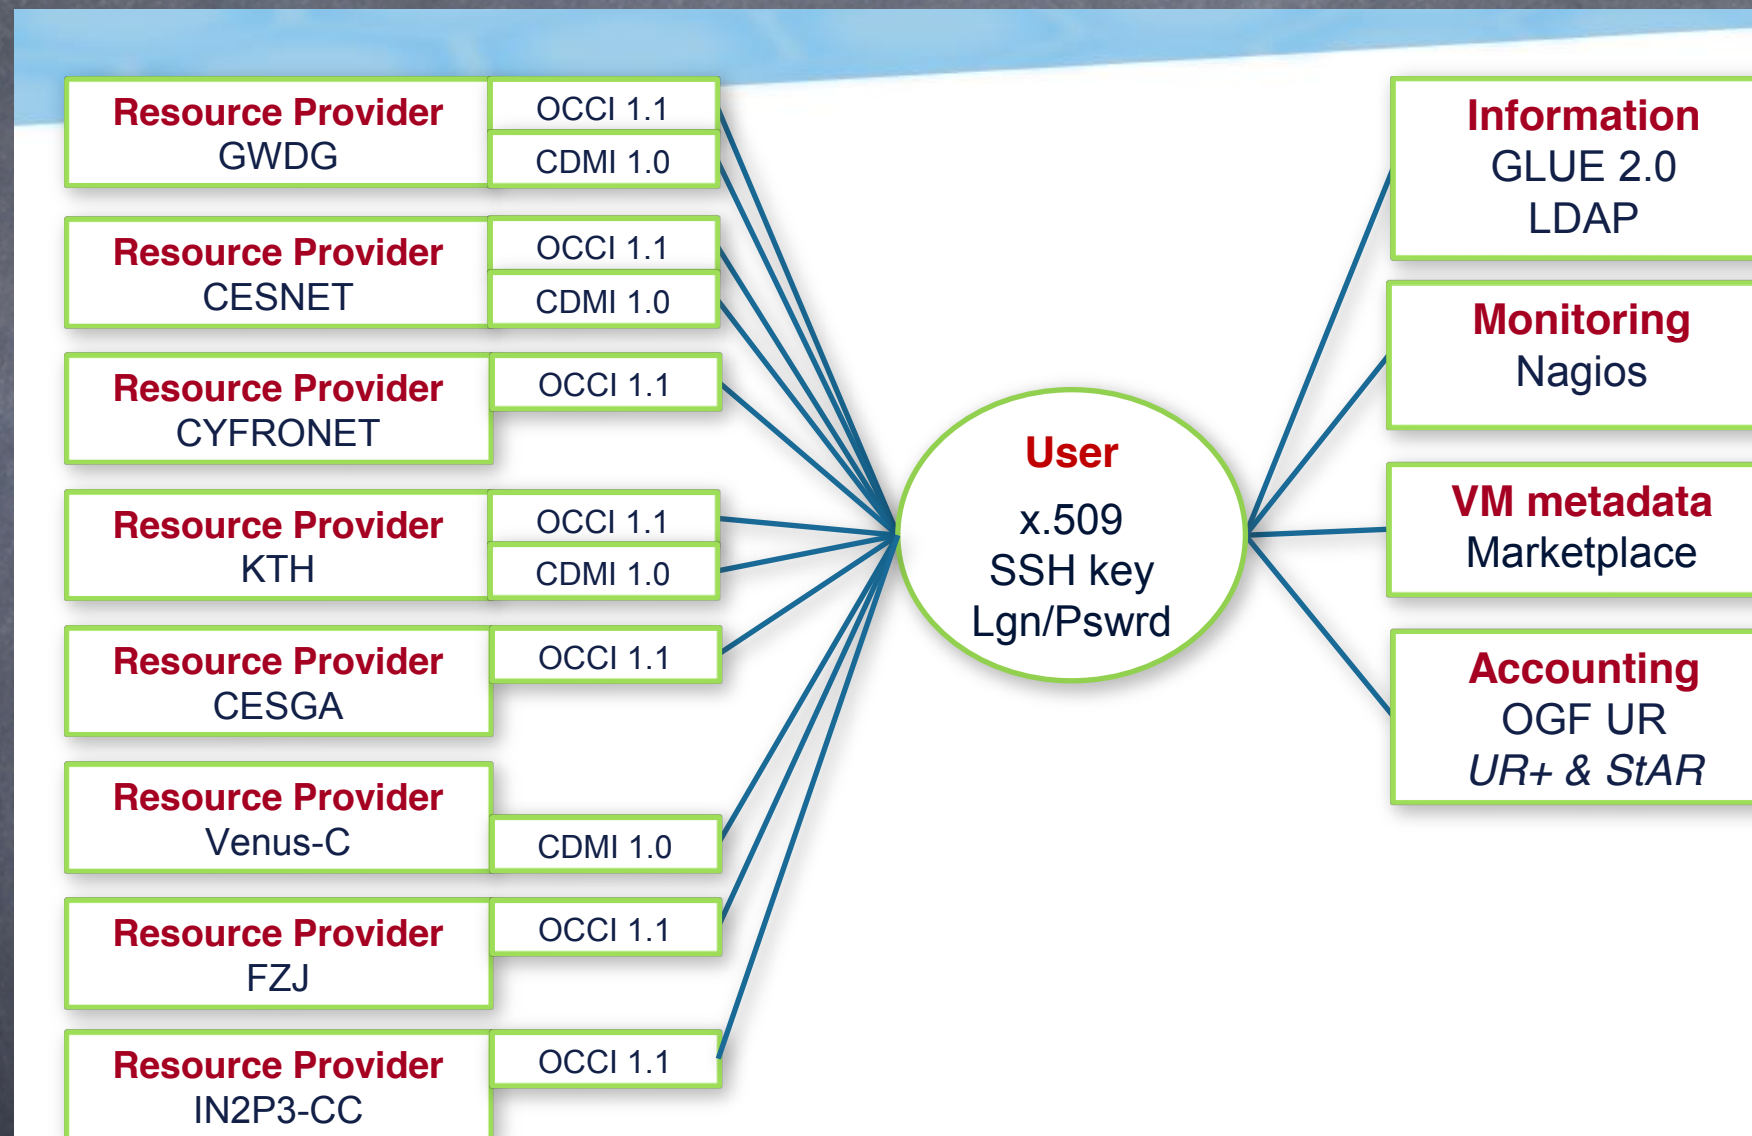 Resource Provider
GWDG
OCCI 1.1
CDMI 1.0
Resource Provider
CESNET
OCCI 1.1
CDMI 1.0
Resource Provider
CYFRONET
OCCI 1.1
Resource Provider
KTH
OCCI 1.1
CDMI 1.0
Resource Provider
CESGA
OCCI 1.1
Resource Provider
Venus-C
CDMI 1.0
Resource Provider
FZJ
OCCI 1.1
Resource Provider
IN2P3-CC
OCCI 1.1
User
x.509
SSH key
Lgn/Pswrd
Information
GLUE 2.0
LDAP
Monitoring
Nagios
VM metadata
Marketplace
Accounting
OGF UR
UR+ & StAR